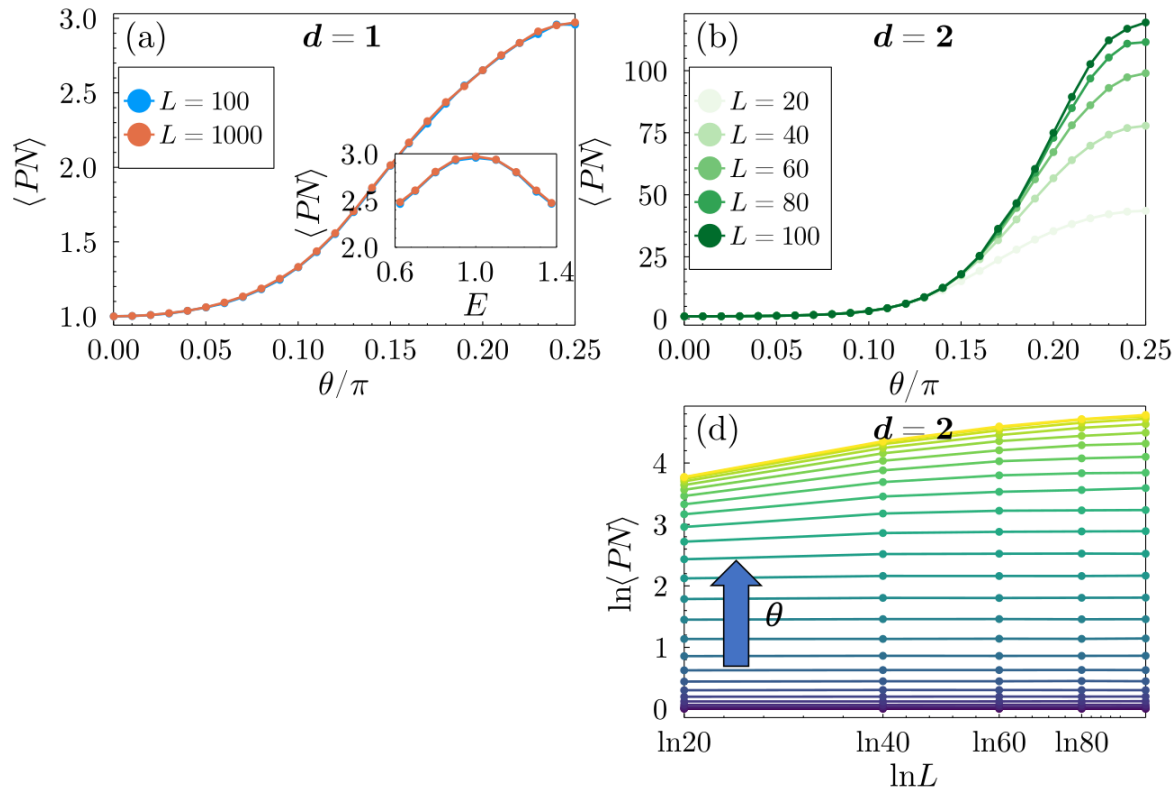 (a) d = 1
⟨PN⟩
3.0
2.5
2.0
1.5
1.0
L = 100
L = 1000
0.00 0.05 0.10 0.15 0.20 0.25
θ/π
⟨PN⟩
3.0
2.5
2.0
0.6 1.0 1.4
E
(b) d = 2
⟨PN⟩
100
75
50
25
0
L = 20
L = 40
L = 60
L = 80
L = 100
0.00 0.05 0.10 0.15 0.20 0.25
θ/π
(d) d = 2
ln⟨PN⟩
4
3
2
1
0
θ
ln20 ln40 ln60 ln80
lnL